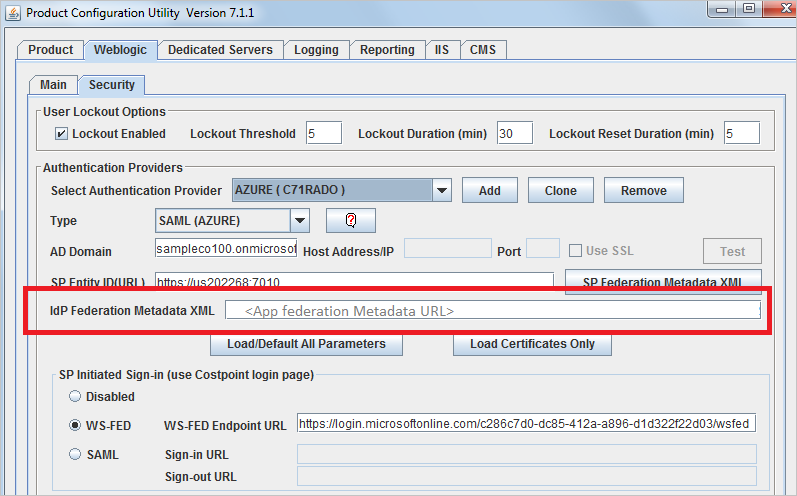 Product Configuration Utility Version 7.1.1
Product Weblogic Dedicated Servers Logging Reporting IIS CMS
Main Security
User Lockout Options
Lockout Enabled Lockout Threshold 5 Lockout Duration (min) 30 Lockout Reset Duration (min) 5
Authentication Providers
Select Authentication Provider AZURE ( C71RADO ) Add Clone Remove
Type SAML (AZURE) ?
AD Domain sampleco100.onmicrosoft Host Address/IP Port Use SSL Test
SP Entity ID(URL) https://us202268:7010 SP Federation Metadata XML
IdP Federation Metadata XML <App federation Metadata URL>
Load/Default All Parameters Load Certificates Only
SP Initiated Sign-in (use Costpoint login page)
Disabled
WS-FED WS-FED Endpoint URL https://login.microsoftonline.com/c286c7d0-dc85-412a-a896-d1d322f22d03/wsfed
SAML Sign-in URL
Sign-out URL